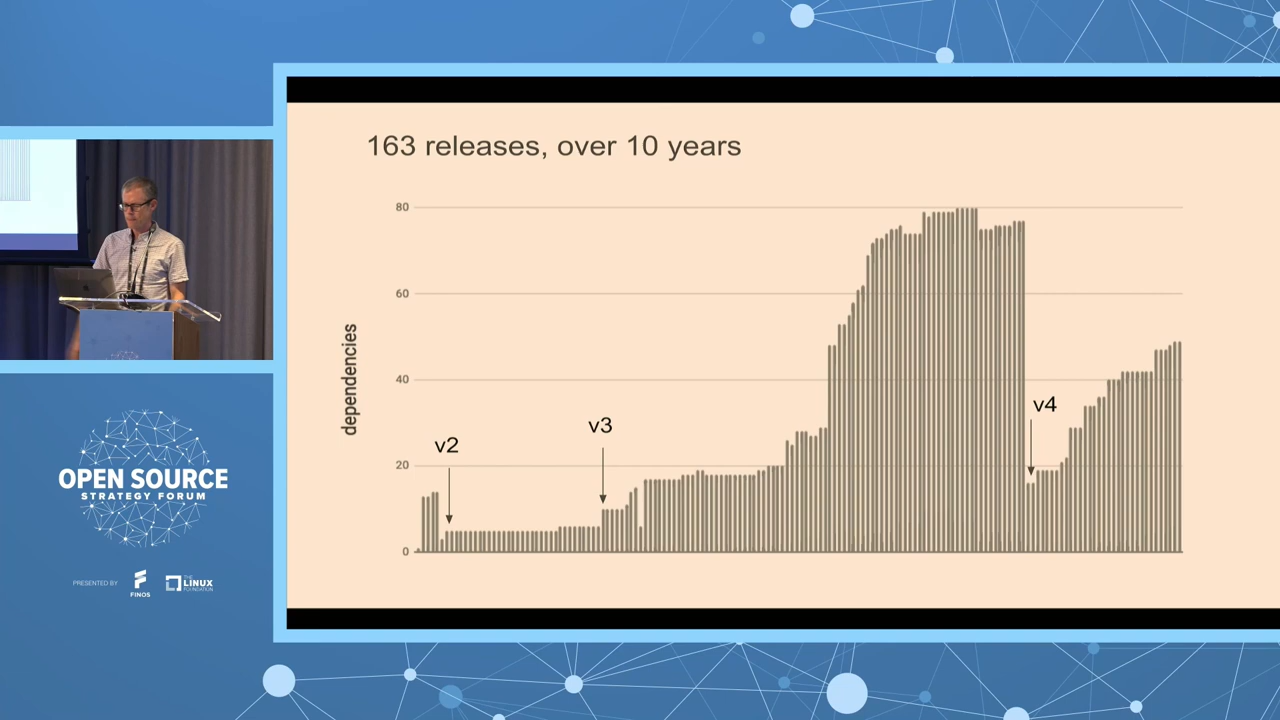 163 releases, over 10 years
80
60
40
20
0
dependencies
v2
v3
v4
OPEN SOURCE
STRATEGY FORUM
PRESENTED BY
FINOS
THE
LINUX
FOUNDATION